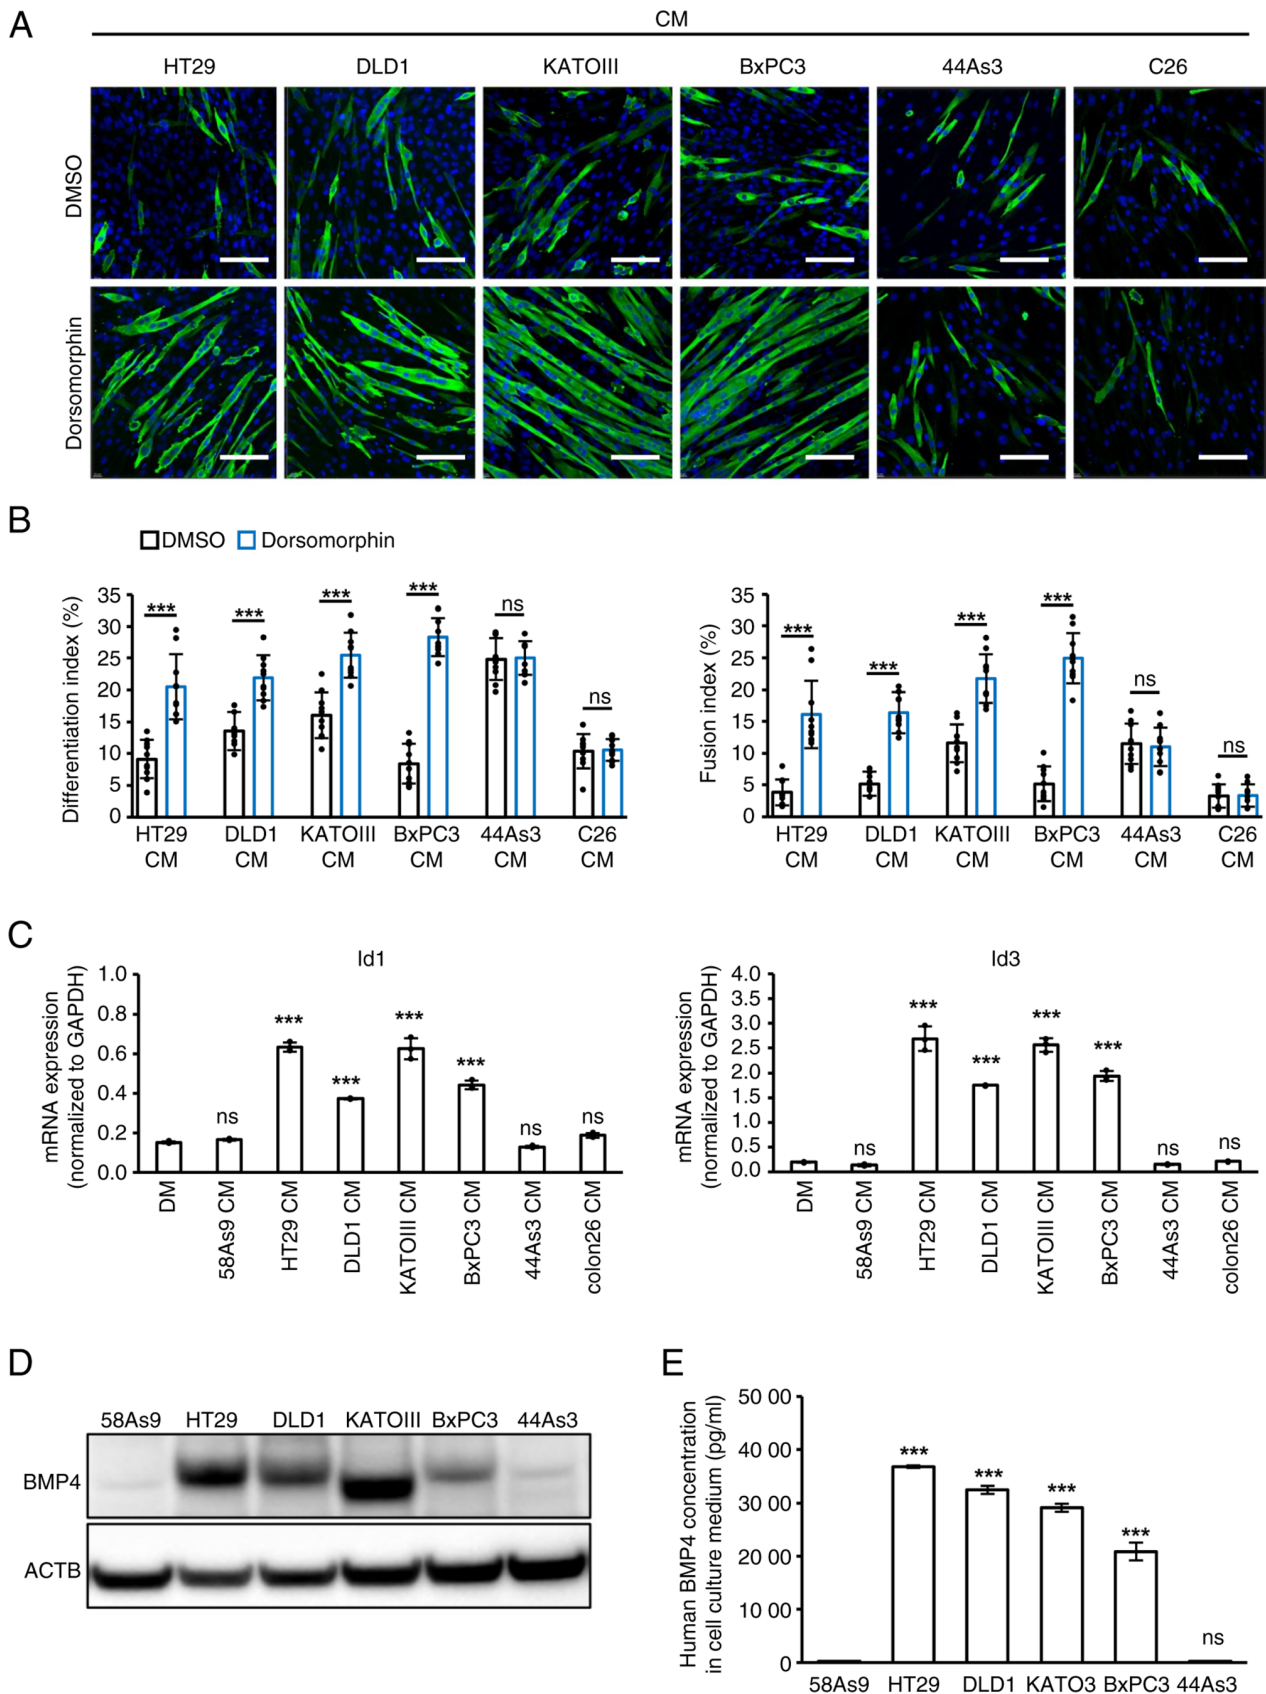 A
CM
HT29 DLD1 KATOIII BxPC3 44As3 C26
DMSO
Dorsomorphin
B
DMSO Dorsomorphin
Differentiation index (%)
35
30
25
20
15
10
5
0
*** *** *** *** ns ns
HT29 DLD1 KATOIII BxPC3 44As3 C26
CM CM CM CM CM CM
Fusion index (%)
35
30
25
20
15
10
5
0
*** *** *** *** ns ns
HT29 DLD1 KATOIII BxPC3 44As3 C26
CM CM CM CM CM CM
C
Id1
mRNA expression
(normalized to GAPDH)
1.0
0.8
0.6
0.4
0.2
0.0
ns *** *** *** *** ns ns
DM
58As9 CM
HT29 CM
DLD1 CM
KATOIII CM
BxPC3 CM
44As3 CM
colon26 CM
Id3
mRNA expression
(normalized to GAPDH)
4.0
3.5
3.0
2.5
2.0
1.5
1.0
0.5
0.0
ns *** *** *** *** ns ns
DM
58As9 CM
HT29 CM
DLD1 CM
KATOIII CM
BxPC3 CM
44As3 CM
colon26 CM
D
58As9 HT29 DLD1 KATOIII BxPC3 44As3
BMP4
ACTB
E
Human BMP4 concentration
in cell culture medium (pg/ml)
50 00
40 00
30 00
20 00
10 00
0
*** *** *** *** ns
58As9 HT29 DLD1 KATO3 BxPC3 44As3